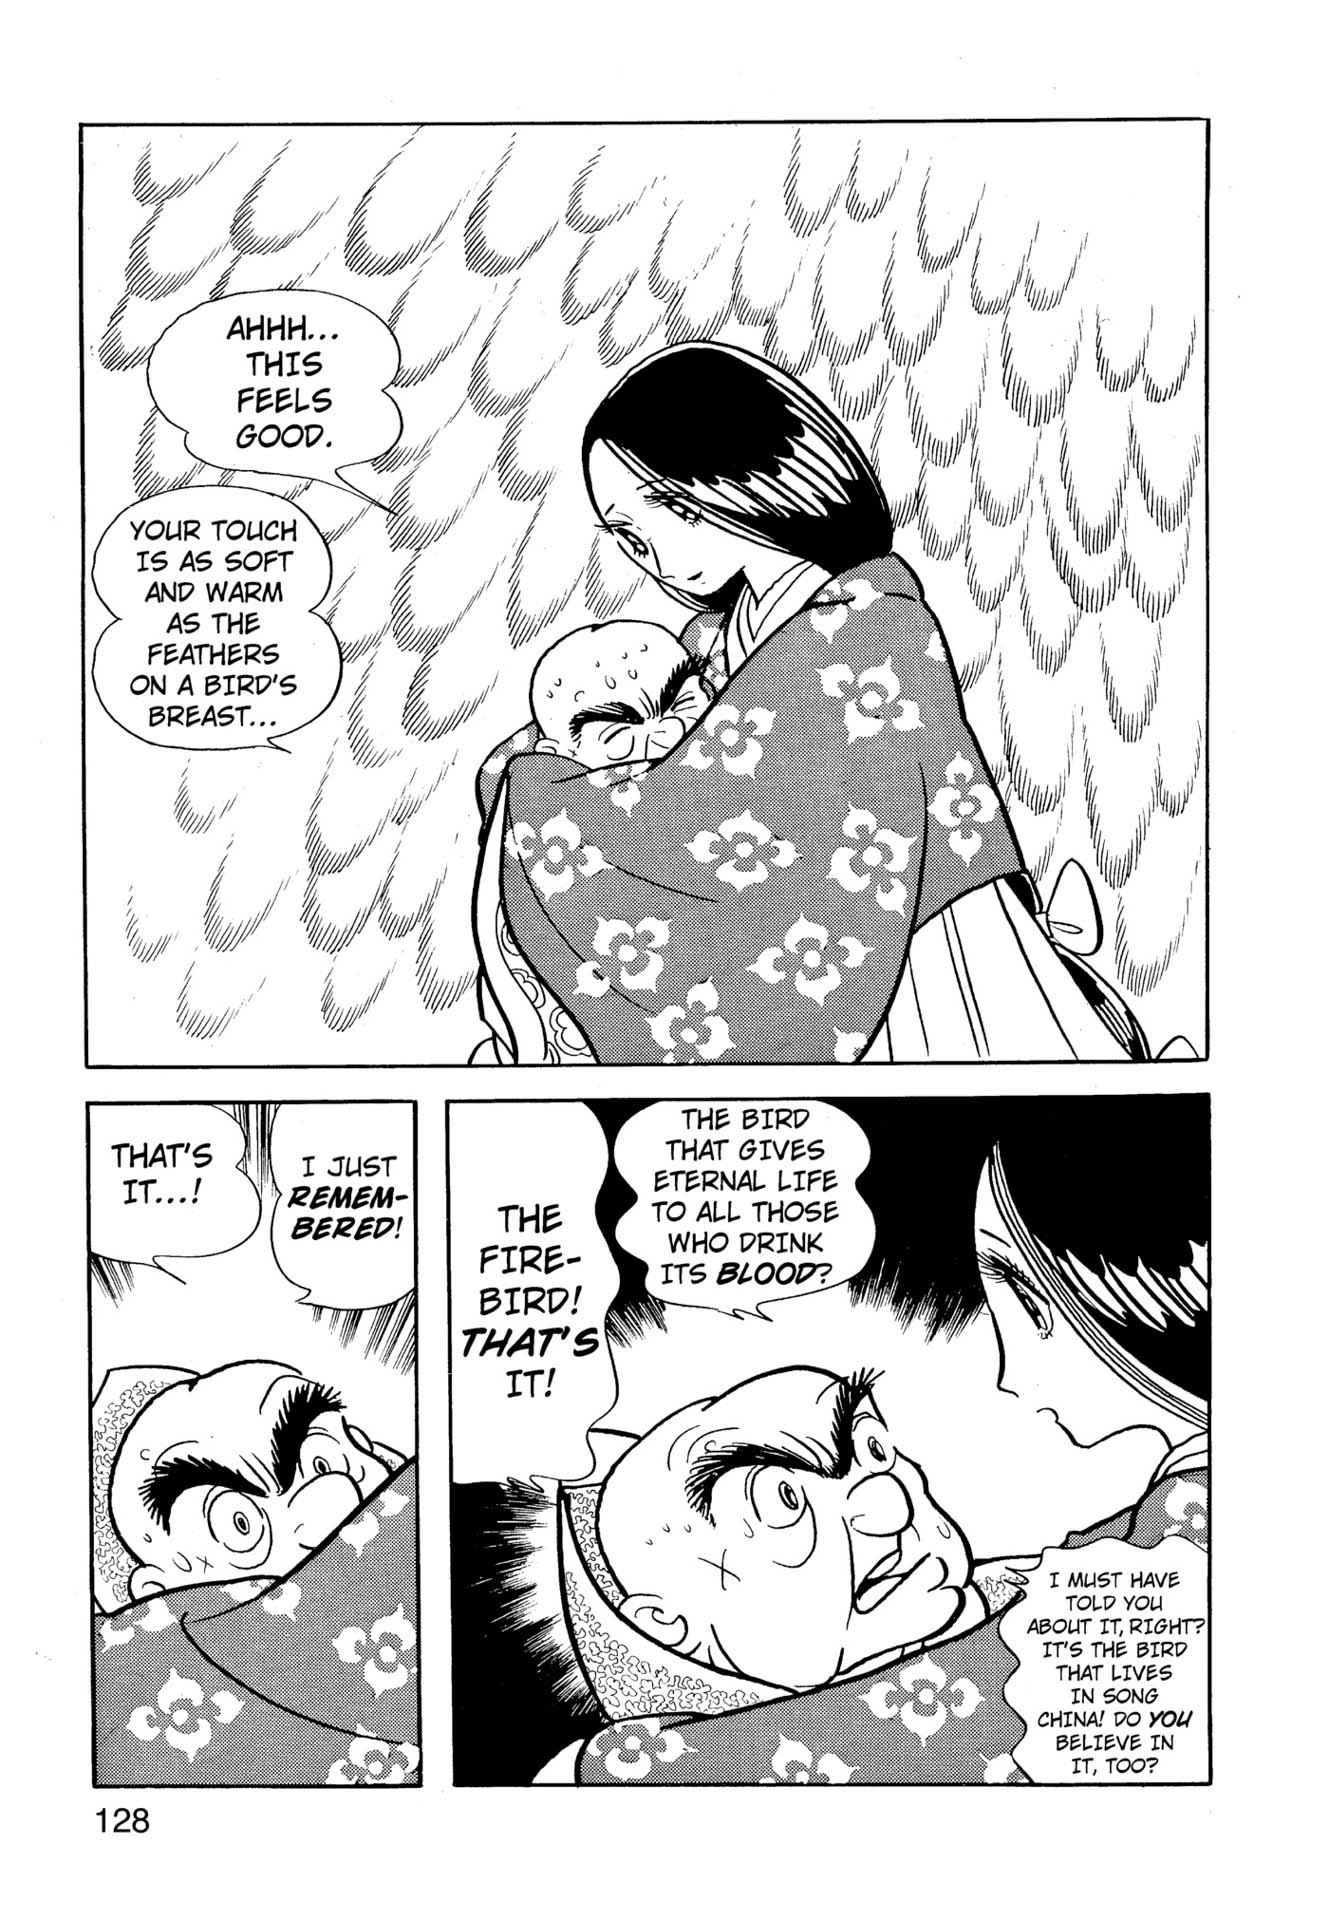 AHHH...
THIS
FEELS
GOOD.
YOUR TOUCH
IS AS SOFT
AND WARM
AS THE
FEATHERS
ON A BIRD'S
BREAST...
THAT'S
IT...!
I JUST
REMEM-
BERED!
THE
FIRE-
BIRD!
THAT'S
IT!
THE BIRD
THAT GIVES
ETERNAL LIFE
TO ALL THOSE
WHO DRINK
ITS BLOOD?
I MUST HAVE
TOLD YOU
ABOUT IT, RIGHT?
IT'S THE BIRD
THAT LIVES
IN SONG
CHINA! DO YOU
BELIEVE IN
IT, TOO?
128